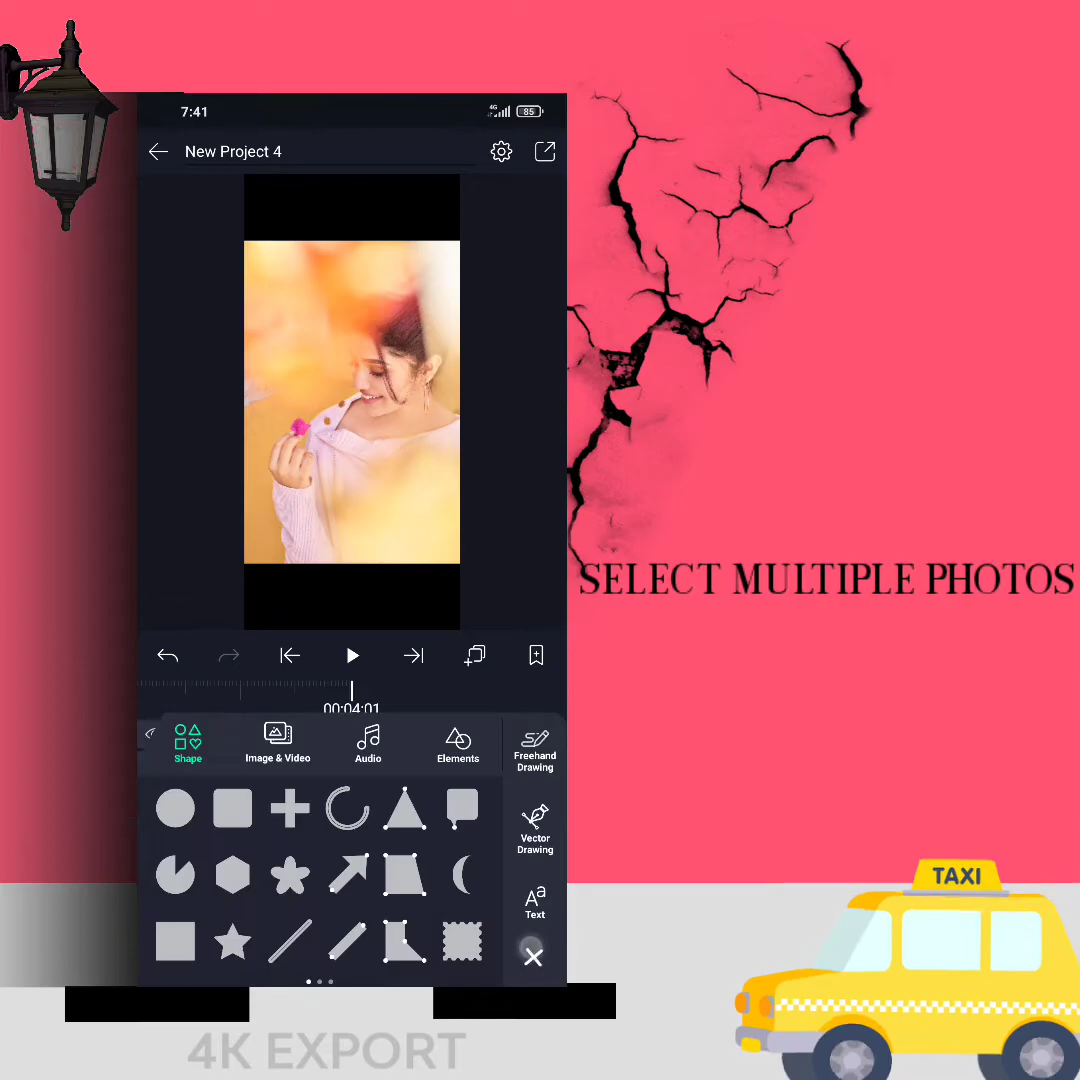 7:41
4G
85
New Project 4
SELECT MULTIPLE PHOTOS
00:04:01
Shape
Image & Video
Audio
Elements
Freehand
Drawing
Vector
Drawing
Aa
Text
TAXI
4K EXPORT